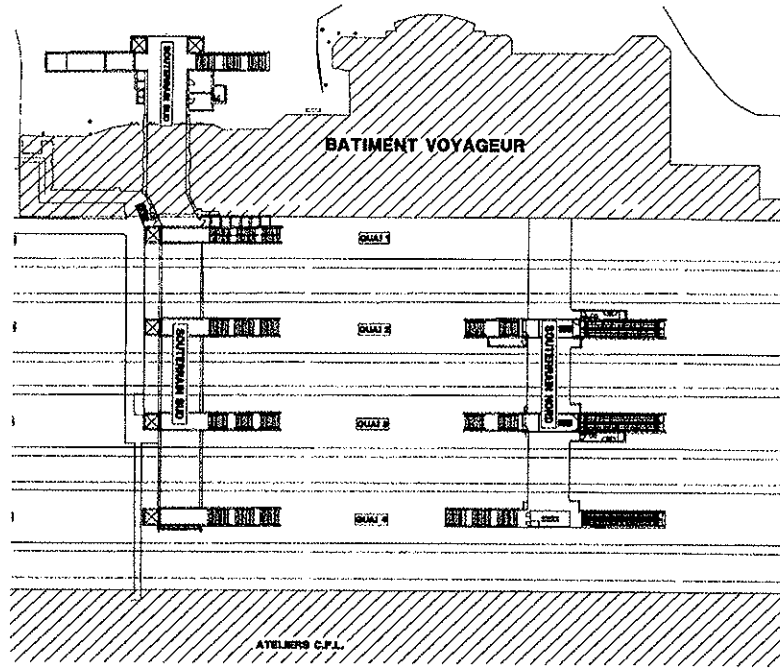 SOUTERRAIN SUD
BATIMENT VOYAGEUR
QUAI 1
QUAI 2
SOUTERRAIN SUD
SOUTERRAIN NORD
QUAI 3
QUAI 4
ATELIERS C.F.L.